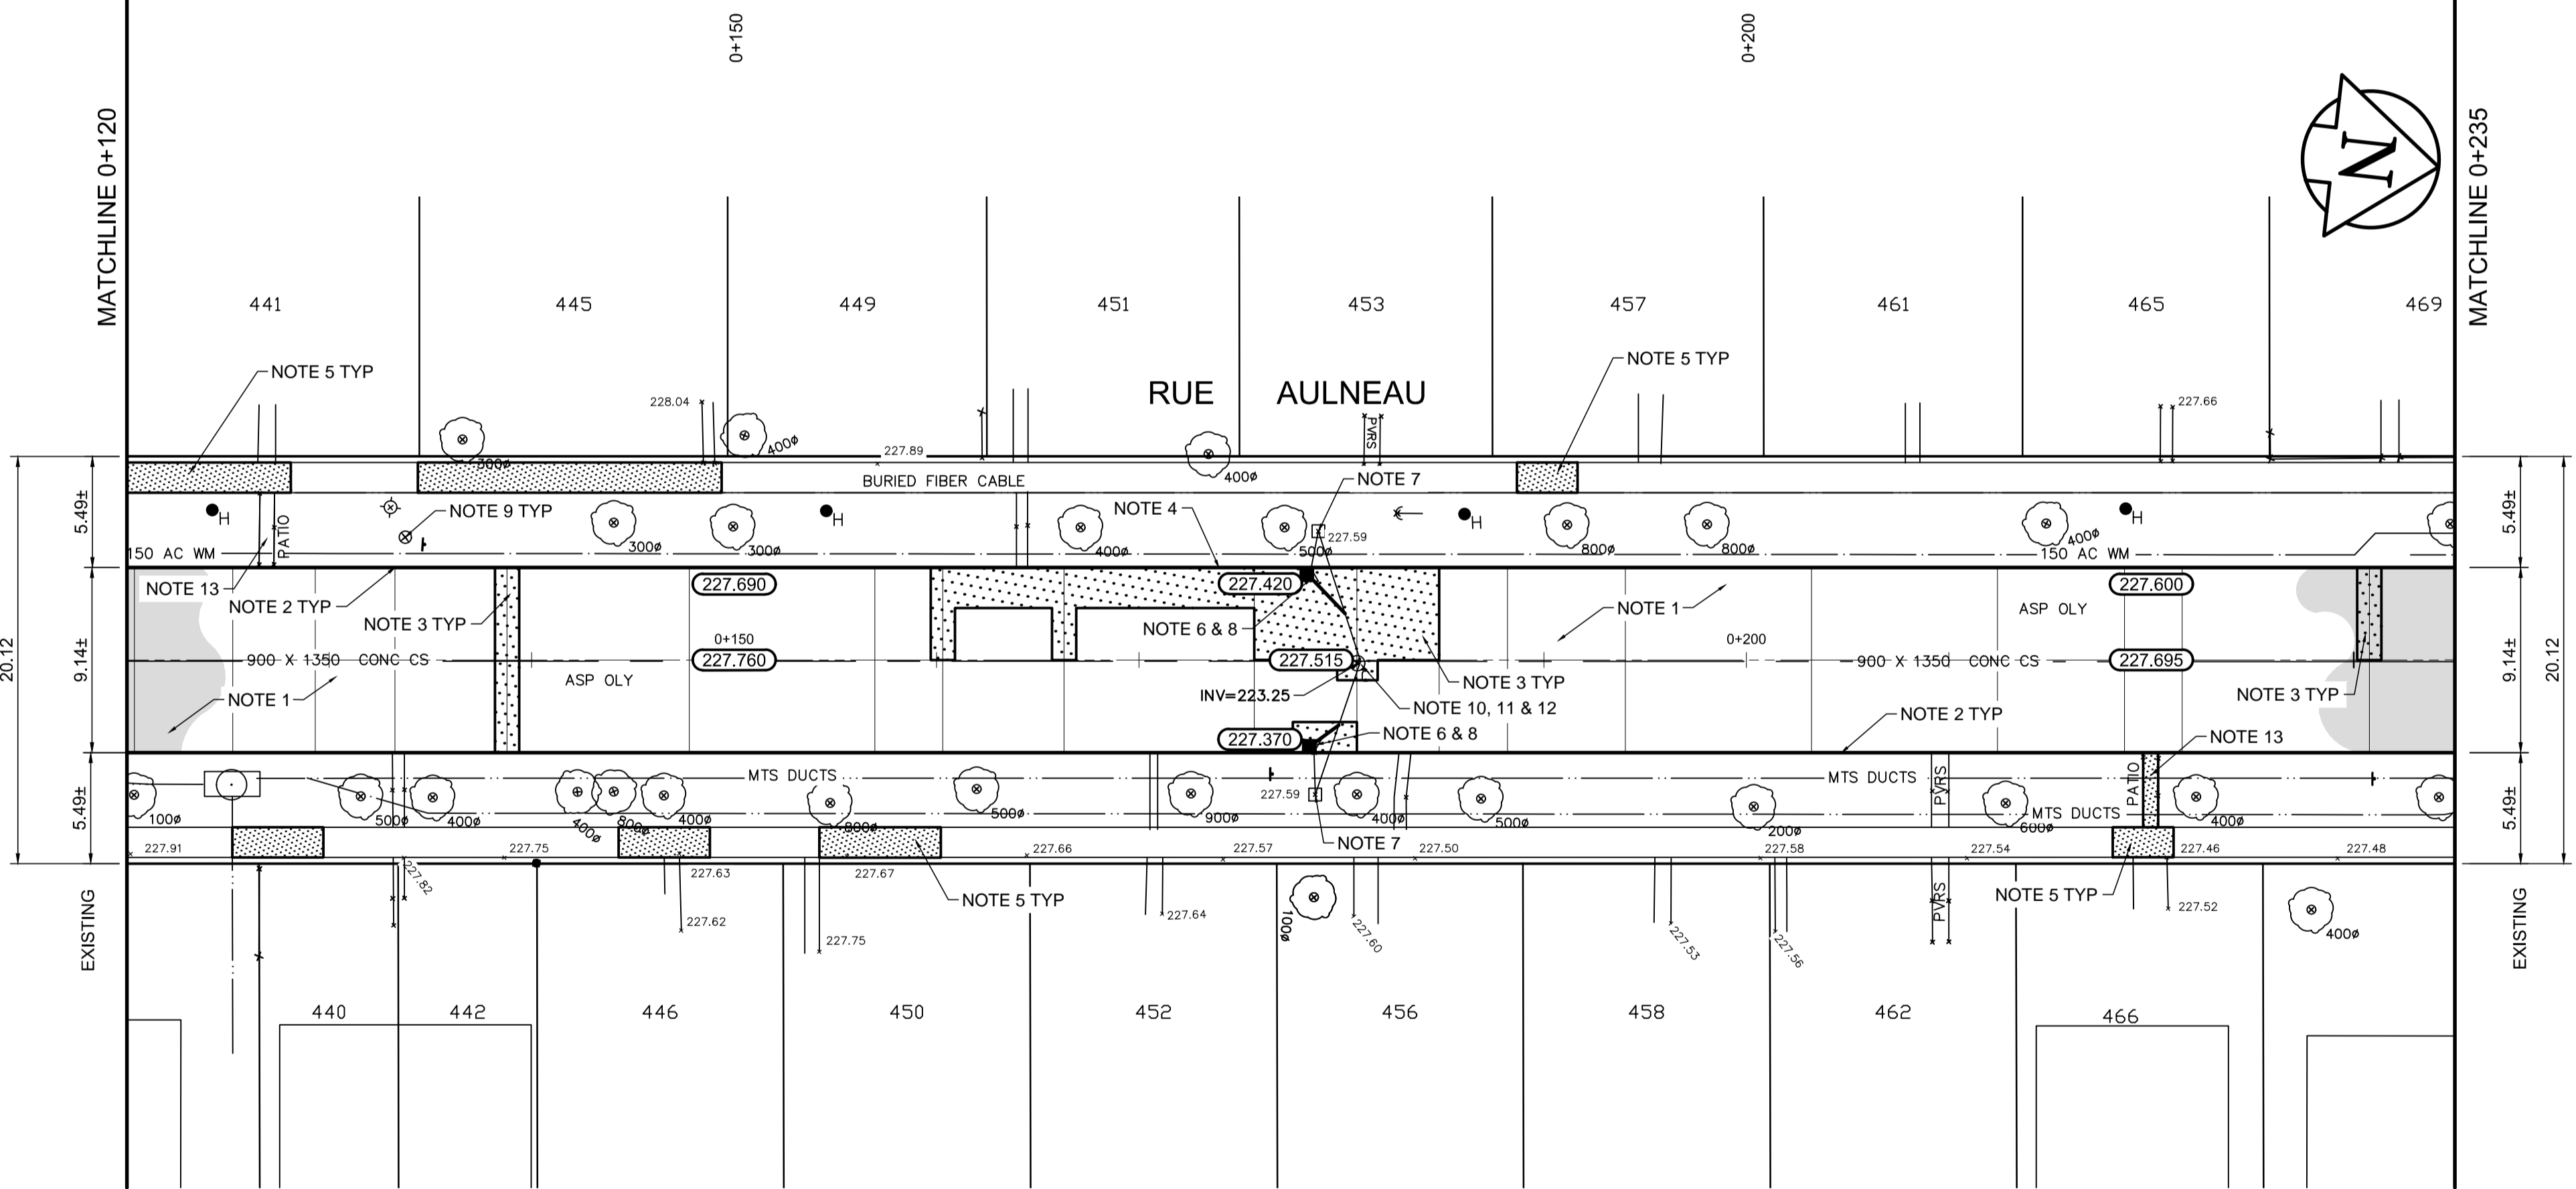 0+150
0+200
MATCHLINE 0+120
MATCHLINE 0+235
N
441
445
449
451
453
457
461
465
469
NOTE 5 TYP
NOTE 5 TYP
RUE AULNEAU
228.04
400ø
300ø
227.89
PVRS
227.66
400ø
BURIED FIBER CABLE
NOTE 7
NOTE 4
5.49±
5.49±
H
PATIO
NOTE 9 TYP
300ø
300ø
H
400ø
500ø
227.59
H
800ø
800ø
400ø
H
150 AC WM
150 AC WM
NOTE 13
NOTE 2 TYP
NOTE 3 TYP
227.690
227.420
NOTE 1
227.600
ASP OLY
NOTE 6 & 8
0+150
0+200
20.12
9.14±
900 X 1350 CONC CS
227.760
227.515
900 X 1350 CONC CS
227.695
9.14±
20.12
ASP OLY
NOTE 3 TYP
NOTE 1
INV=223.25
NOTE 3 TYP
NOTE 10, 11 & 12
NOTE 2 TYP
227.370
NOTE 6 & 8
NOTE 13
MTS DUCTS
MTS DUCTS
PVRS
PATIO
5.49±
5.49±
227.59
MTS DUCTS
100ø
500ø
400ø
400ø
800ø
400ø
800ø
500ø
900ø
400ø
500ø
200ø
600ø
400ø
NOTE 7
227.91
227.75
227.66
227.57
227.50
227.58
227.54
227.46
227.48
EXISTING
227.82
227.63
227.67
NOTE 5 TYP
227.62
227.75
227.64
100ø
227.60
227.53
227.56
PVRS
NOTE 5 TYP
227.52
400ø
EXISTING
440
442
446
450
452
456
458
462
466